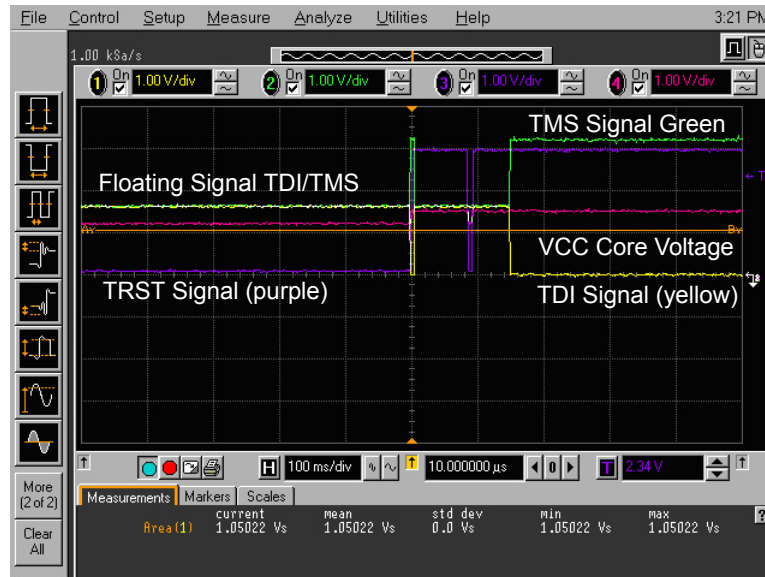 File Control Setup Measure Analyze Utilities Help 3:21 PM
1.00 kSa/s
1 On 1.00 V/div 2 On 1.00 V/div 3 On 1.00 V/div 4 On 1.00 V/div
TMS Signal Green
T
Floating Signal TDI/TMS
Ay By
VCC Core Voltage
TRST Signal (purple) TDI Signal (yellow)
H 100 ms/div 10.000000 µs 0 T 2.34 V
More
(2 of 2)
Clear
All
Measurements Markers Scales
current mean std dev min max
Area(1) 1.05022 Vs 1.05022 Vs 0.0 Vs 1.05022 Vs 1.05022 Vs
?